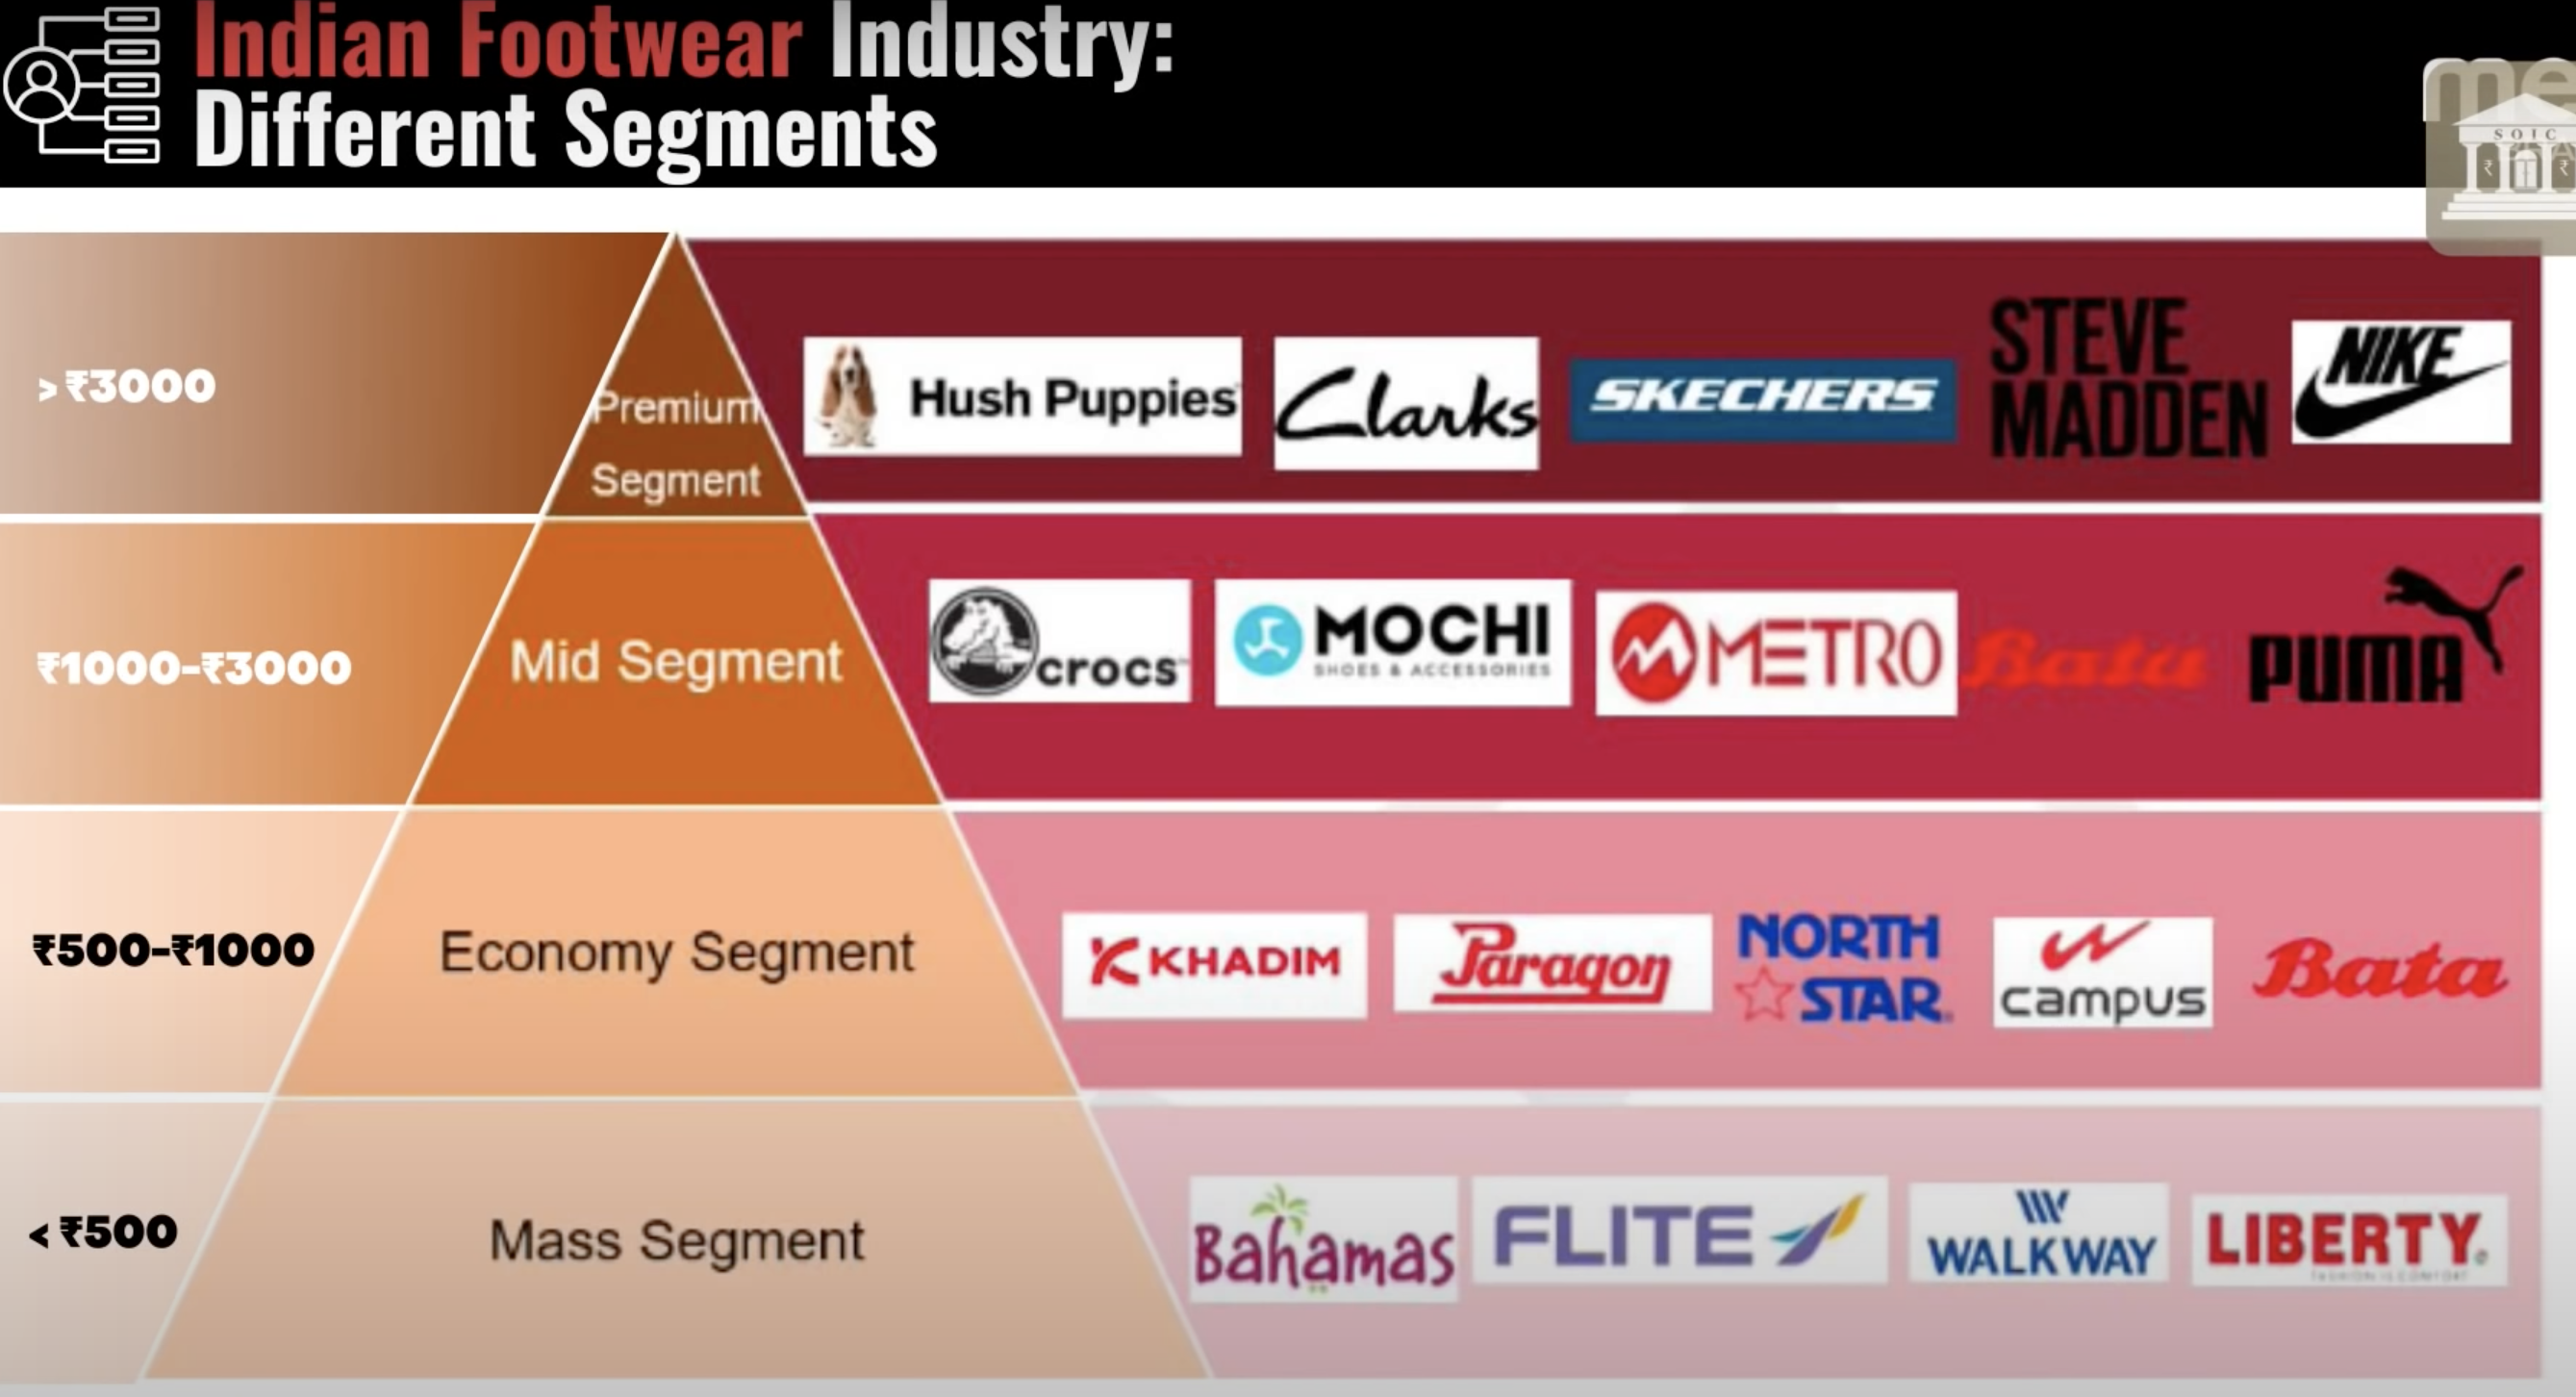 Indian Footwear Industry:
Different Segments
me
SOIC
>₹3000
Premium
Segment
Hush Puppies
Clarks
SKECHERS
STEVE
MADDEN
NIKE
₹1000-₹3000
Mid Segment
crocs™
MOCHI
SHOES & ACCESSORIES
METRO
Bata
PUMA
₹500-₹1000
Economy Segment
KHADIM
Paragon
NORTH
STAR®
campus
Bata
<₹500
Mass Segment
Bahamas
FLITE
WALKWAY
LIBERTY®